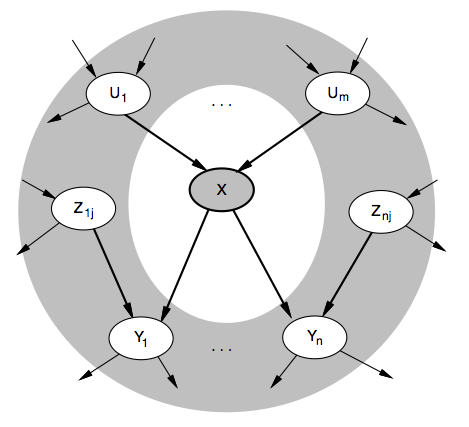 U1
. . .
Um
X
Z1j
Znj
Y1
. . .
Yn